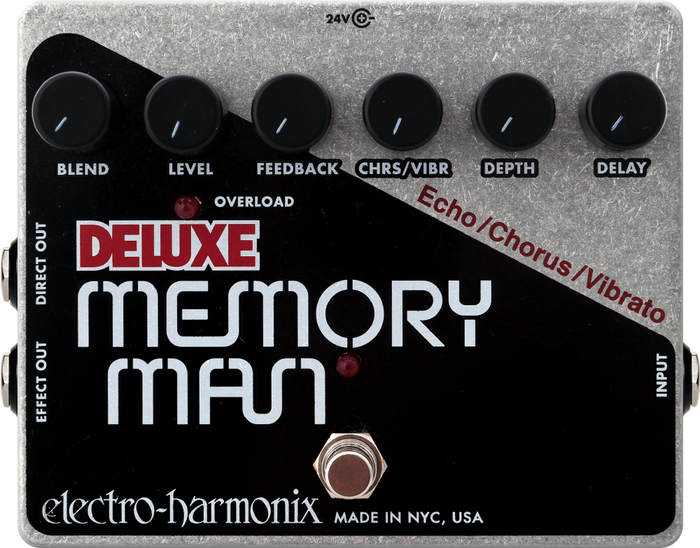 24V
BLEND LEVEL FEEDBACK CHRS/VIBR DEPTH DELAY
OVERLOAD
Echo/Chorus/Vibrato
DIRECT OUT
DELUXE
MEMORY
MAN
EFFECT OUT
INPUT
electro-harmonix MADE IN NYC, USA